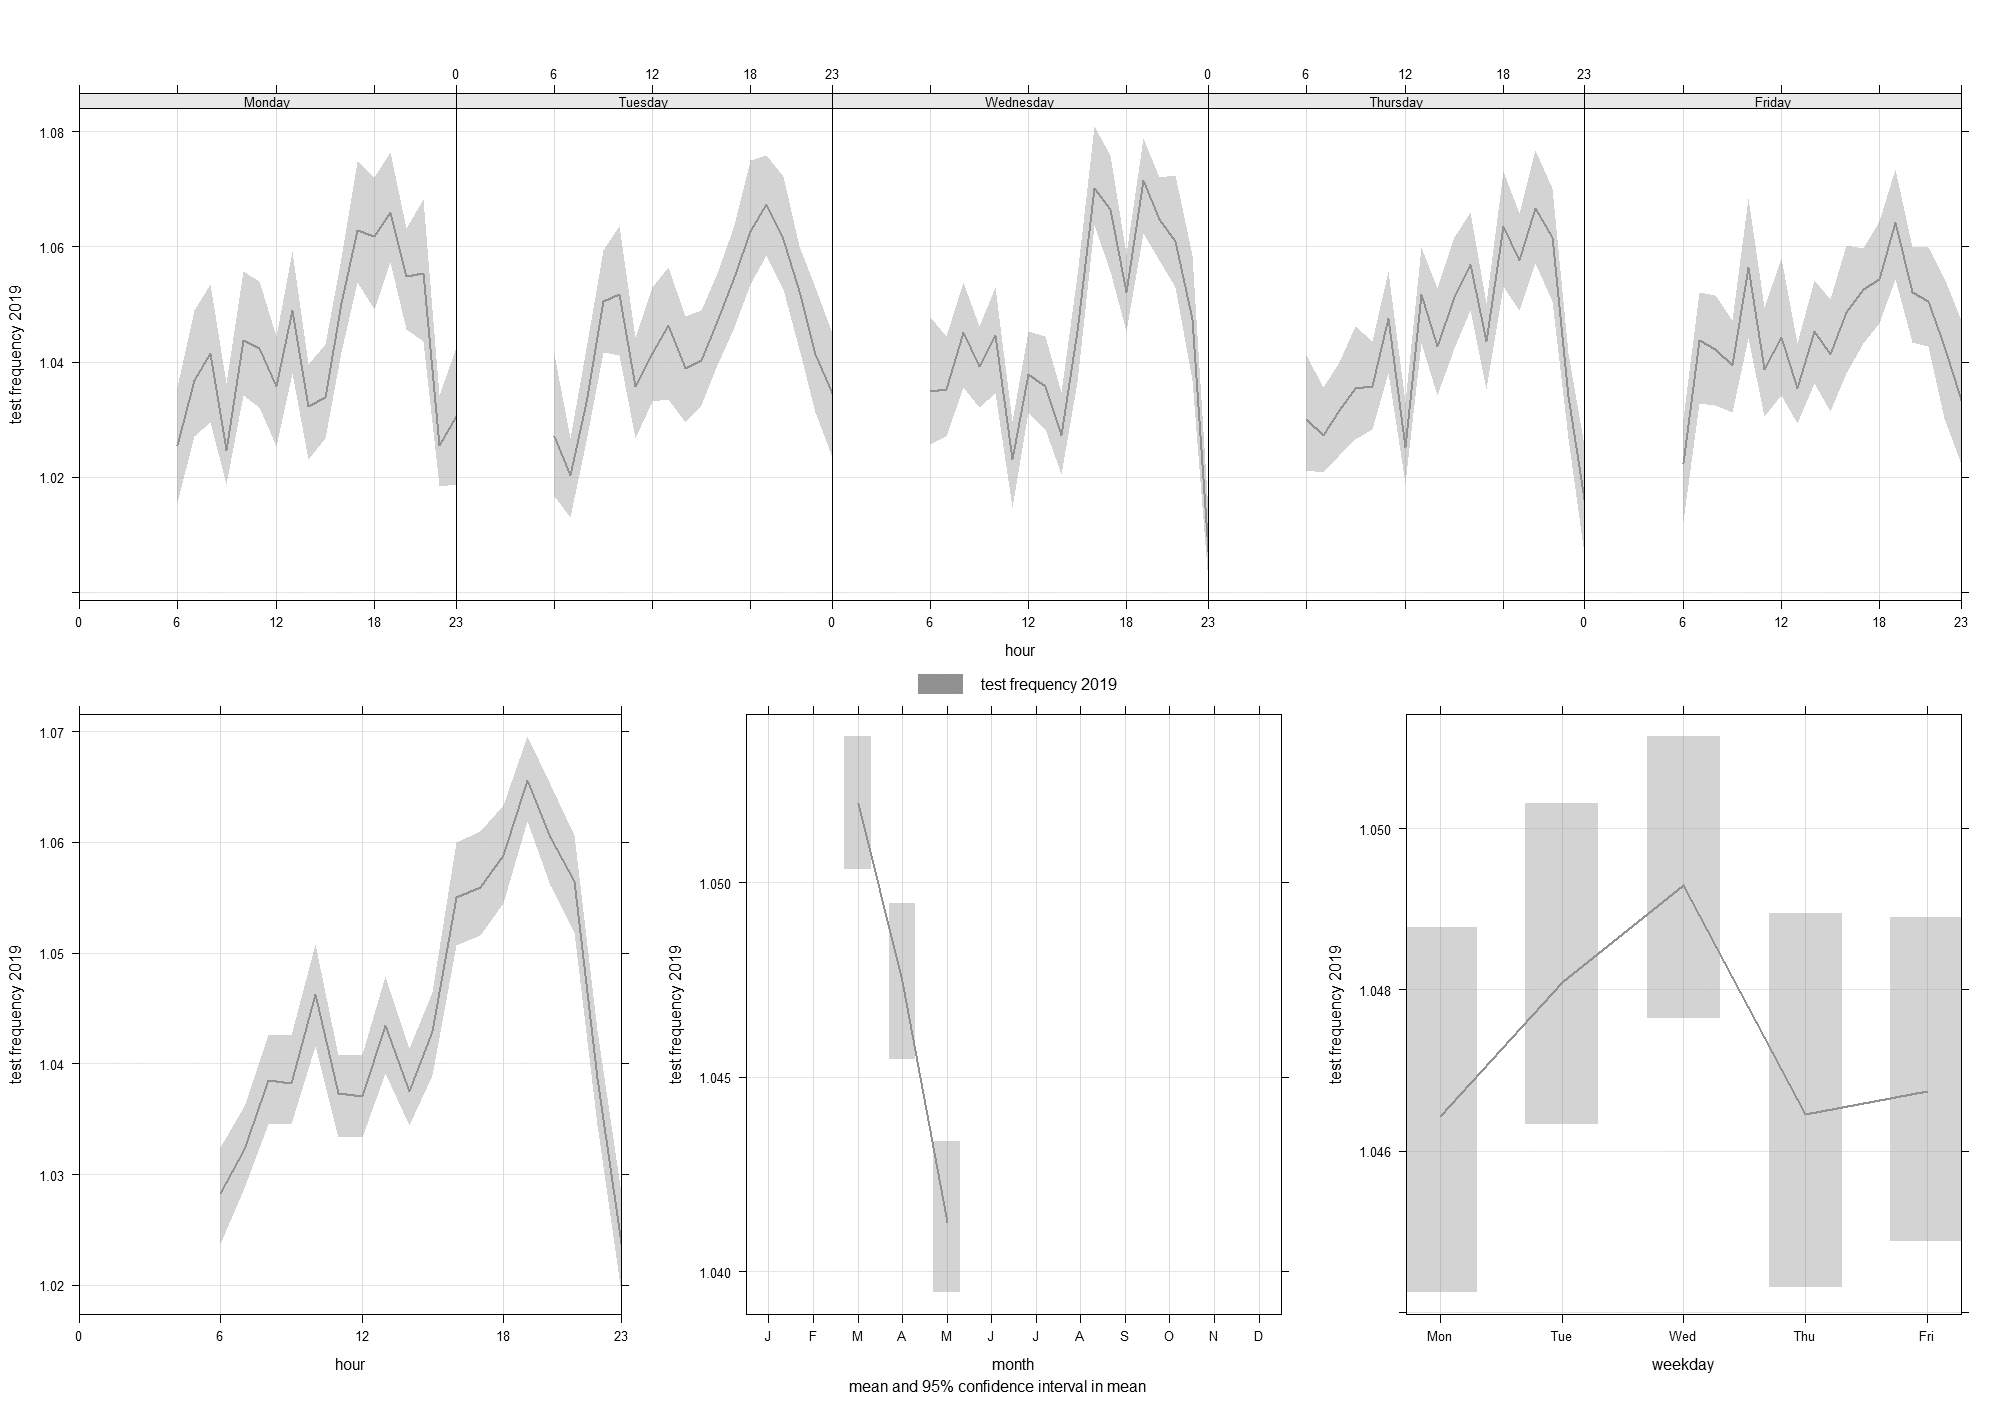 0 6 12 18 23 0 6 12 18 23
Monday Tuesday Wednesday Thursday Friday
1.08
1.06
1.04
1.02
test frequency 2019
0 6 12 18 23 0 6 12 18 23 0 6 12 18 23
hour
test frequency 2019
1.07
1.06
1.05
1.04
1.03
1.02
test frequency 2019
0 6 12 18 23
hour
1.050
1.045
1.040
test frequency 2019
J F M A M J J A S O N D
month
mean and 95% confidence interval in mean
1.050
1.048
1.046
test frequency 2019
Mon Tue Wed Thu Fri
weekday